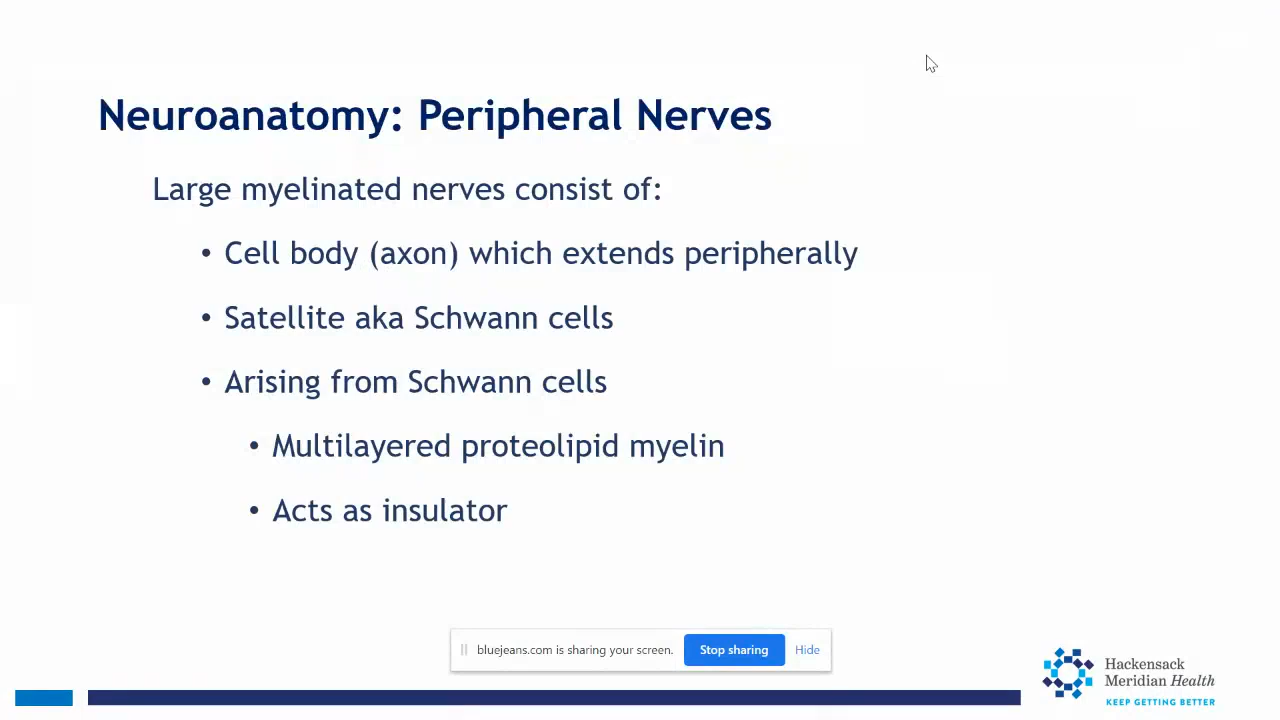 Neuroanatomy: Peripheral Nerves
Large myelinated nerves consist of:
• Cell body (axon) which extends peripherally
• Satellite aka Schwann cells
• Arising from Schwann cells
• Multilayered proteolipid myelin
• Acts as insulator
bluejeans.com is sharing your screen. Stop sharing Hide
Hackensack
Meridian Health
KEEP GETTING BETTER